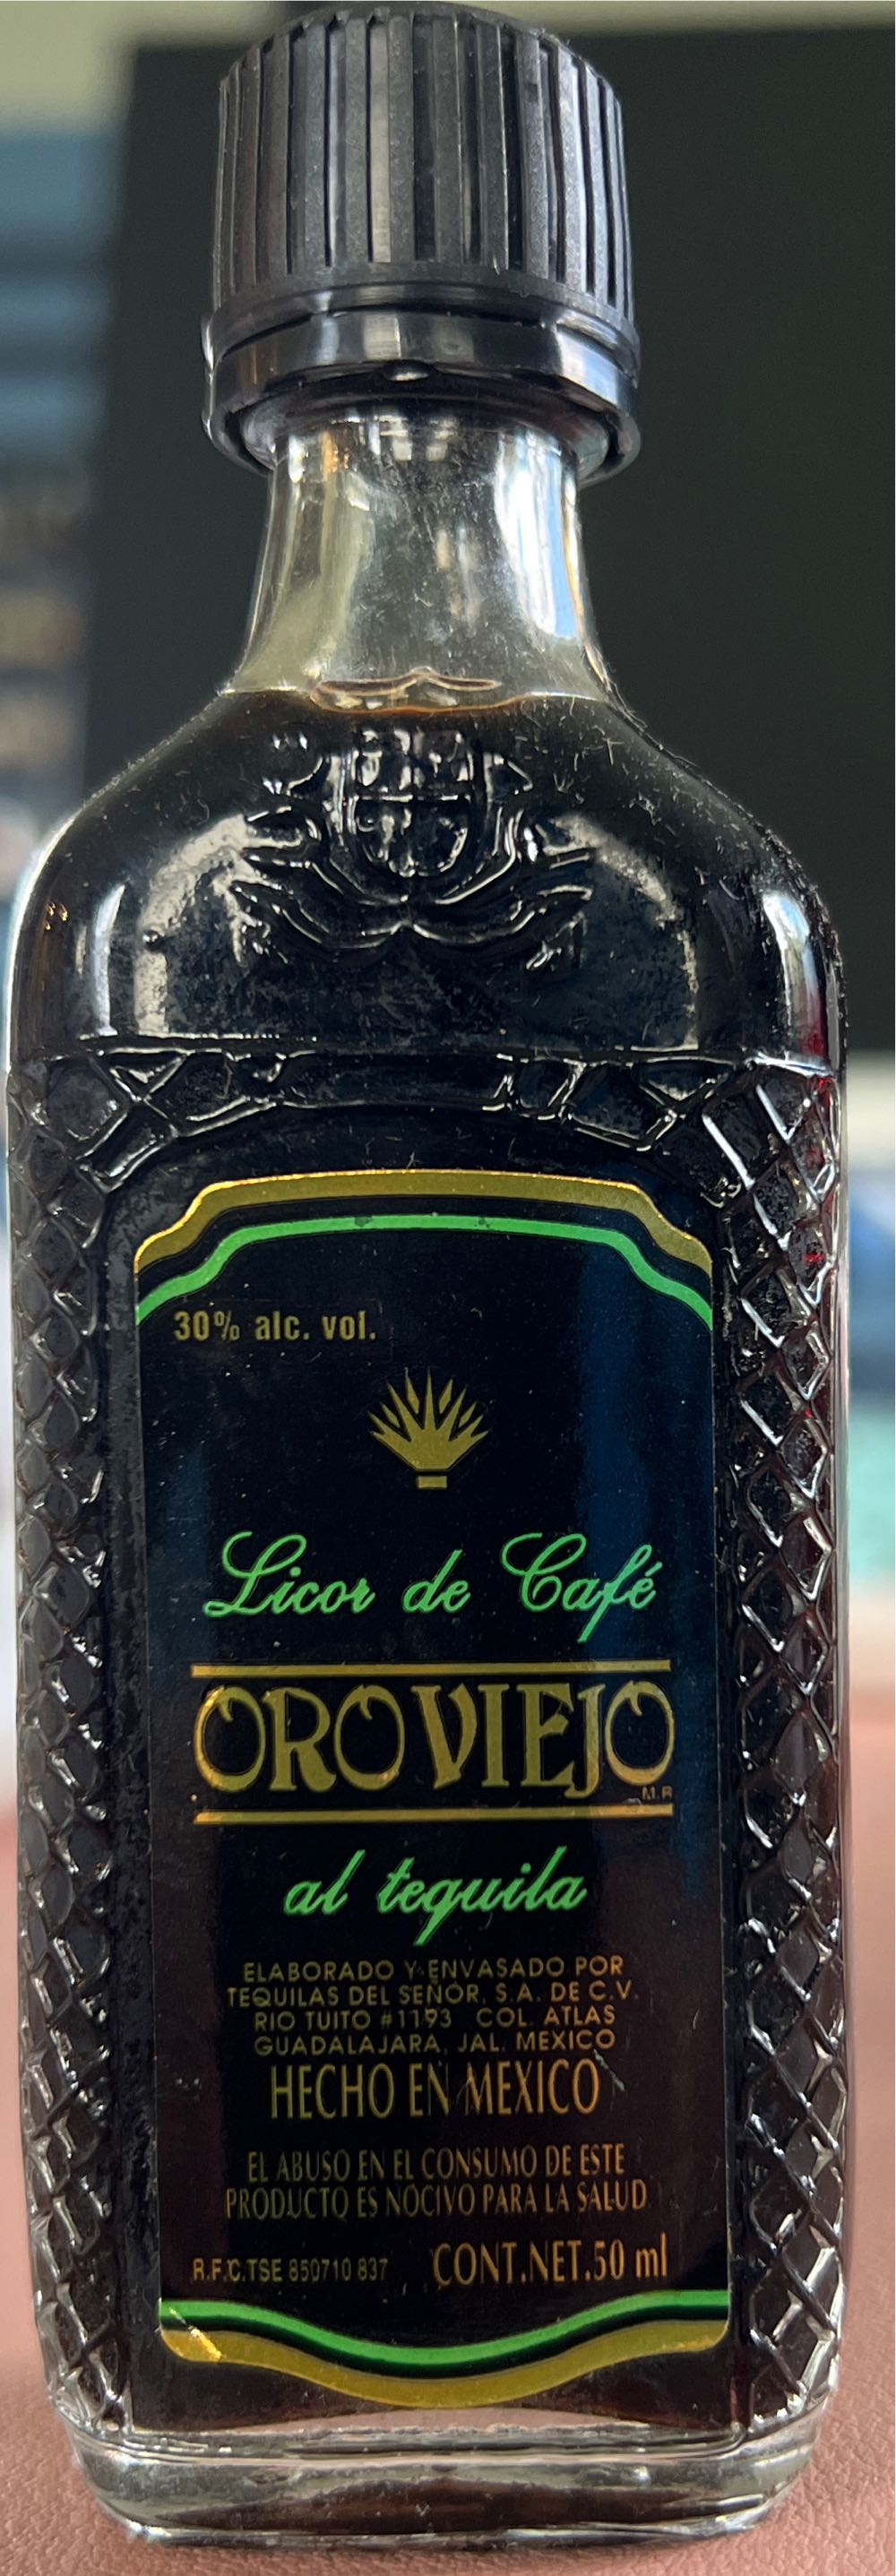 30% alc. vol.
Licor de Café
ORO VIEJO
M.R
al tequila
ELABORADO Y ENVASADO POR
TEQUILAS DEL SEÑOR, S.A. DE C.V.
RIO TUITO #1193 COL. ATLAS
GUADALAJARA, JAL. MEXICO
HECHO EN MEXICO
EL ABUSO EN EL CONSUMO DE ESTE
PRODUCTO ES NOCIVO PARA LA SALUD
R.F.C.TSE 850710 837 CONT.NET.50 ml